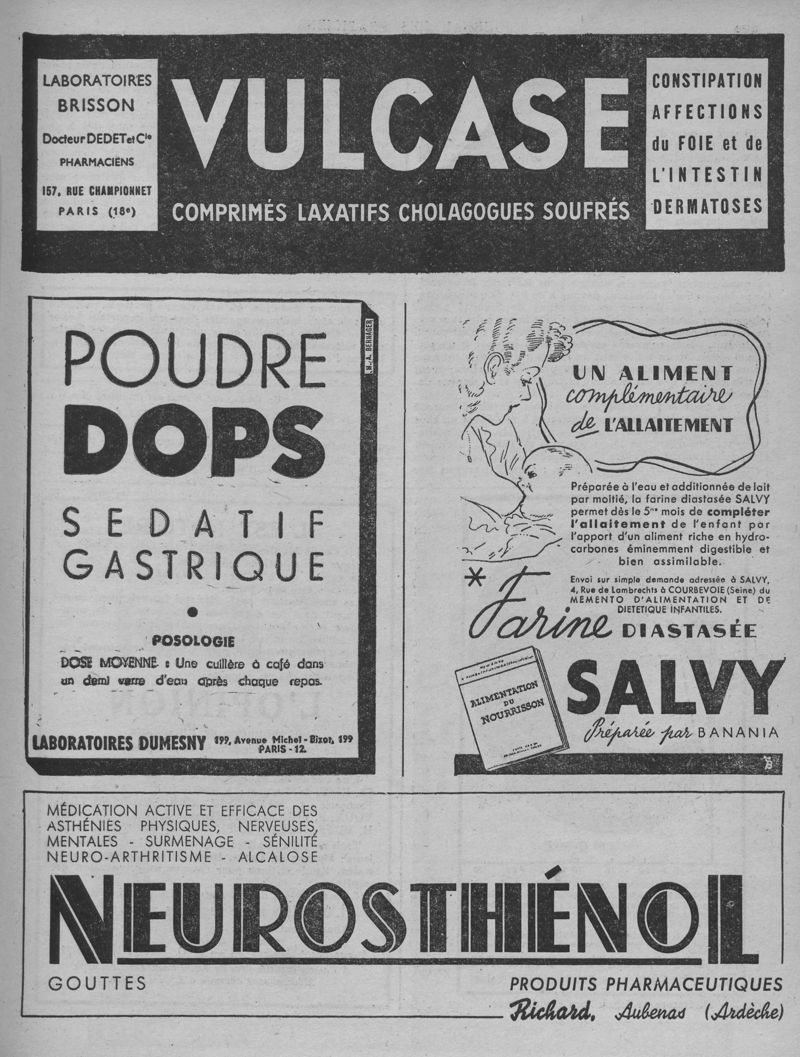 LABORATOIRES
BRISSON
Docteur DEDET et Cie
PHARMACIENS
157, RUE CHAMPIONNET
PARIS (18e)
VULCASE
COMPRIMÉS LAXATIFS CHOLAGOGUES SOUFRÉS
CONSTIPATION
AFFECTIONS
du FOIE et de
L'INTESTIN
DERMATOSES
POUDRE
DOPS
SEDATIF
GASTRIQUE
POSOLOGIE
DOSE MOYENNE : Une cuillère à café dans
un demi verre d'eau après chaque repas.
LABORATOIRES DUMESNY 199, Avenue Michel-Bizot, 199
PARIS-12.
UN ALIMENT
complémentaire
de L'ALLAITEMENT
Préparée à l'eau et additionnée de lait
par moitié, la farine diastasée SALVY
permet dès le 5me mois de compléter
l'allaitement de l'enfant par
l'apport d'un aliment riche en hydro-
carbones éminemment digestible et
bien assimilable.
Envoi sur simple demande adressée à SALVY,
4, Rue de Lambrechts à COURBEVOIE (Seine) du
MEMENTO D'ALIMENTATION ET DE
DIETETIQUE INFANTILES.
* Farine DIASTASÉE
ALIMENTATION
DU
NOURRISSON
SALVY
Préparée par BANANIA
MÉDICATION ACTIVE ET EFFICACE DES
ASTHÉNIES PHYSIQUES, NERVEUSES,
MENTALES - SURMENAGE - SÉNILITÉ
NEURO-ARTHRITISME - ALCALOSE
NEUROSTHÉNOL
GOUTTES
PRODUITS PHARMACEUTIQUES
Richard, Aubenas (Ardèche)